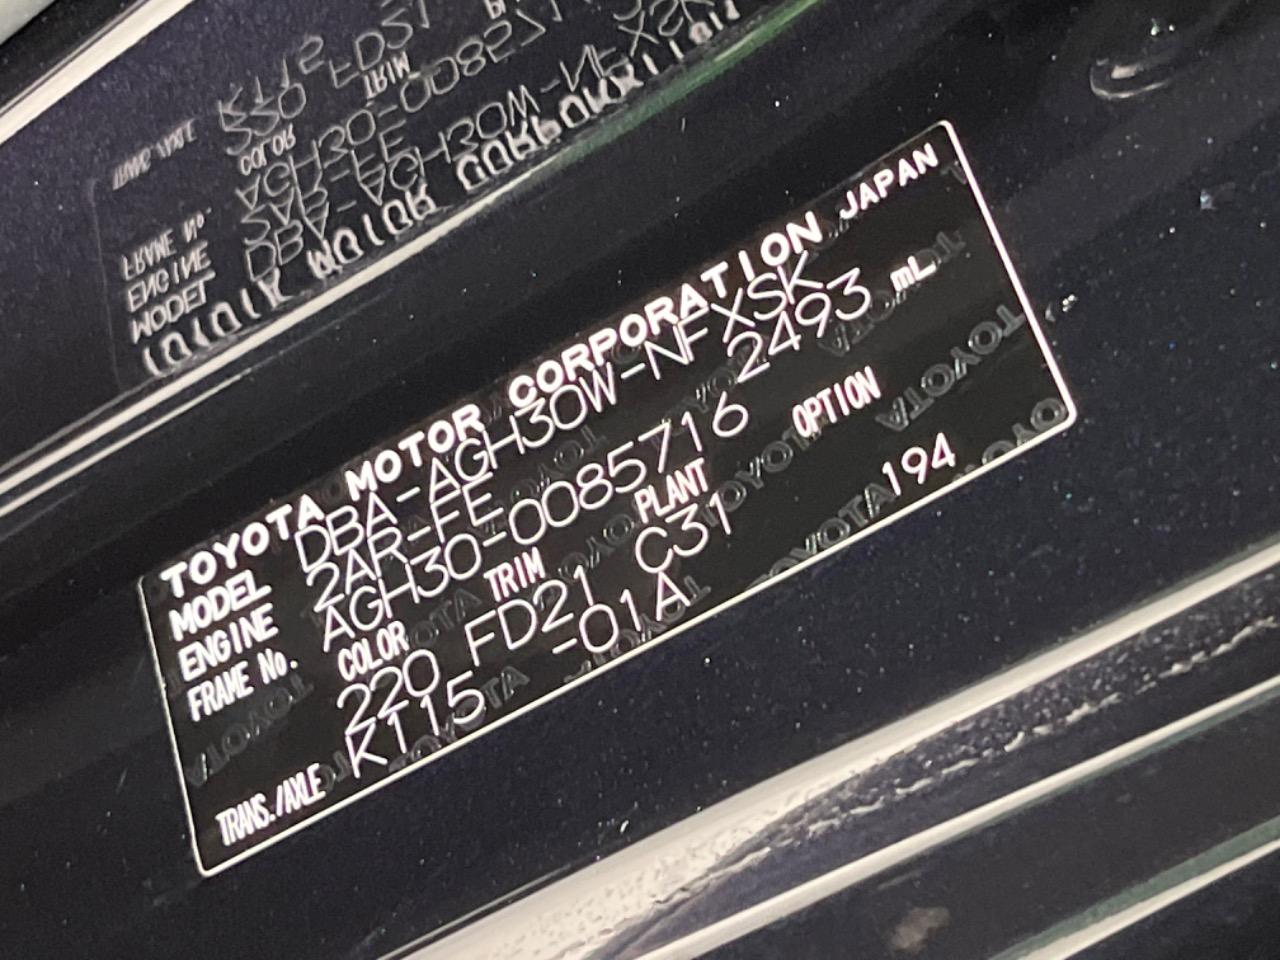 TOYOTA MOTOR CORPORATION JAPAN
MODEL DBA-AGH30W-NFXSK
ENGINE 2AR-FE 2493 mL
FRAME No. AGH30-0085716
COLOR TRIM PLANT OPTION
220 FD21 C31 194
TRANS./AXLE K115 -01A